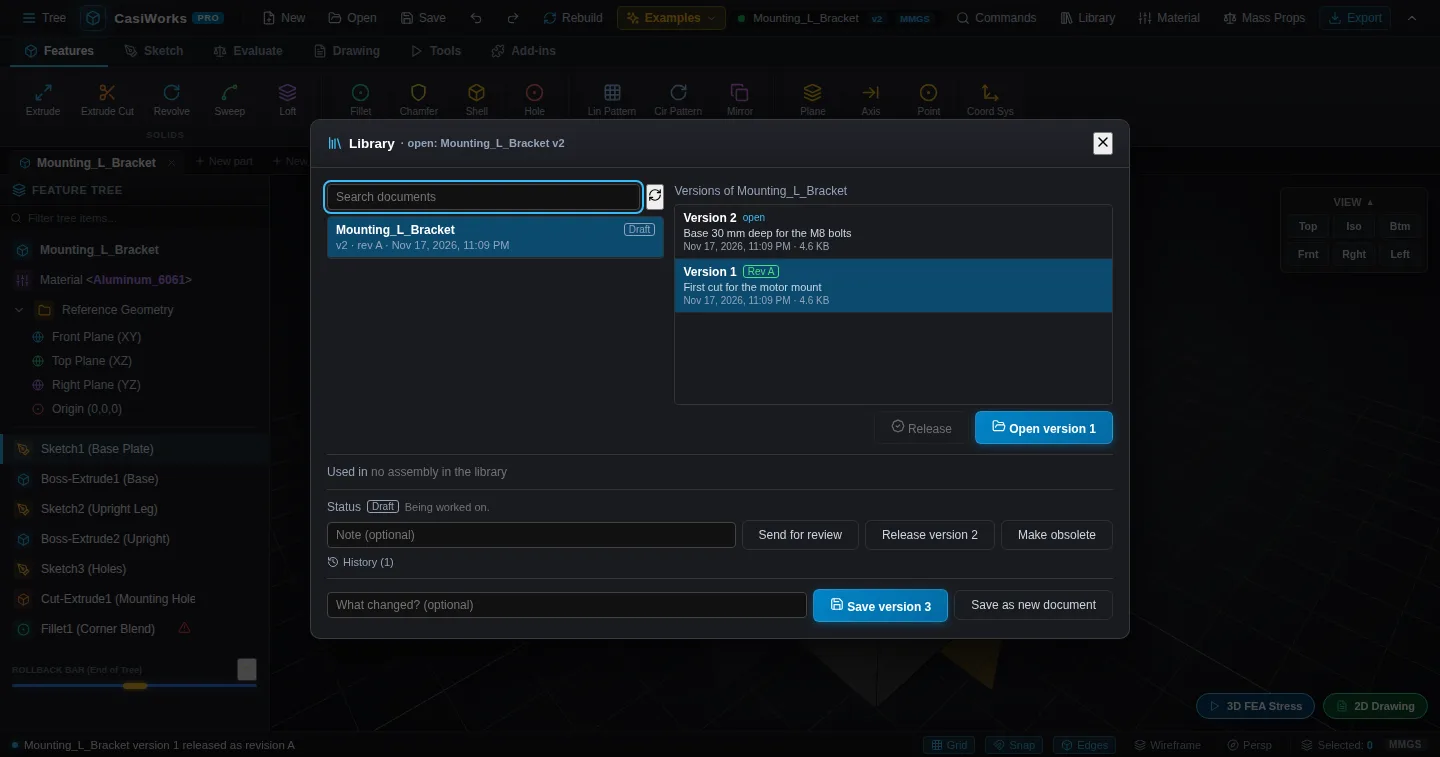 Tree CasiWorks PRO New Open Save Rebuild Examples Mounting_L_Bracket v2 MMGS Commands Library Material Mass Props Export
Features Sketch Evaluate Drawing Tools Add-ins
Extrude Extrude Cut Revolve Sweep Loft Fillet Chamfer Shell Hole Lin Pattern Cir Pattern Mirror Plane Axis Point Coord Sys
SOLIDS
Mounting_L_Bracket New part New
FEATURE TREE
Filter tree items...
Mounting_L_Bracket
Material <Aluminum_6061>
Reference Geometry
Front Plane (XY)
Top Plane (XZ)
Right Plane (YZ)
Origin (0,0,0)
Sketch1 (Base Plate)
Boss-Extrude1 (Base)
Sketch2 (Upright Leg)
Boss-Extrude2 (Upright)
Sketch3 (Holes)
Cut-Extrude1 (Mounting Hole
Fillet1 (Corner Blend)
ROLLBACK BAR (End of Tree)
Library · open: Mounting_L_Bracket v2
Search documents
Mounting_L_Bracket Draft
v2 · rev A · Nov 17, 2026, 11:09 PM
Versions of Mounting_L_Bracket
Version 2 open
Base 30 mm deep for the M8 bolts
Nov 17, 2026, 11:09 PM · 4.6 KB
Version 1 Rev A
First cut for the motor mount
Nov 17, 2026, 11:09 PM · 4.6 KB
Release Open version 1
Used in no assembly in the library
Status Draft Being worked on.
Note (optional) Send for review Release version 2 Make obsolete
History (1)
What changed? (optional) Save version 3 Save as new document
VIEW
Top Iso Btm
Frnt Rght Left
3D FEA Stress 2D Drawing
Mounting_L_Bracket version 1 released as revision A Grid Snap Edges Wireframe Persp Selected: 0 MMGS